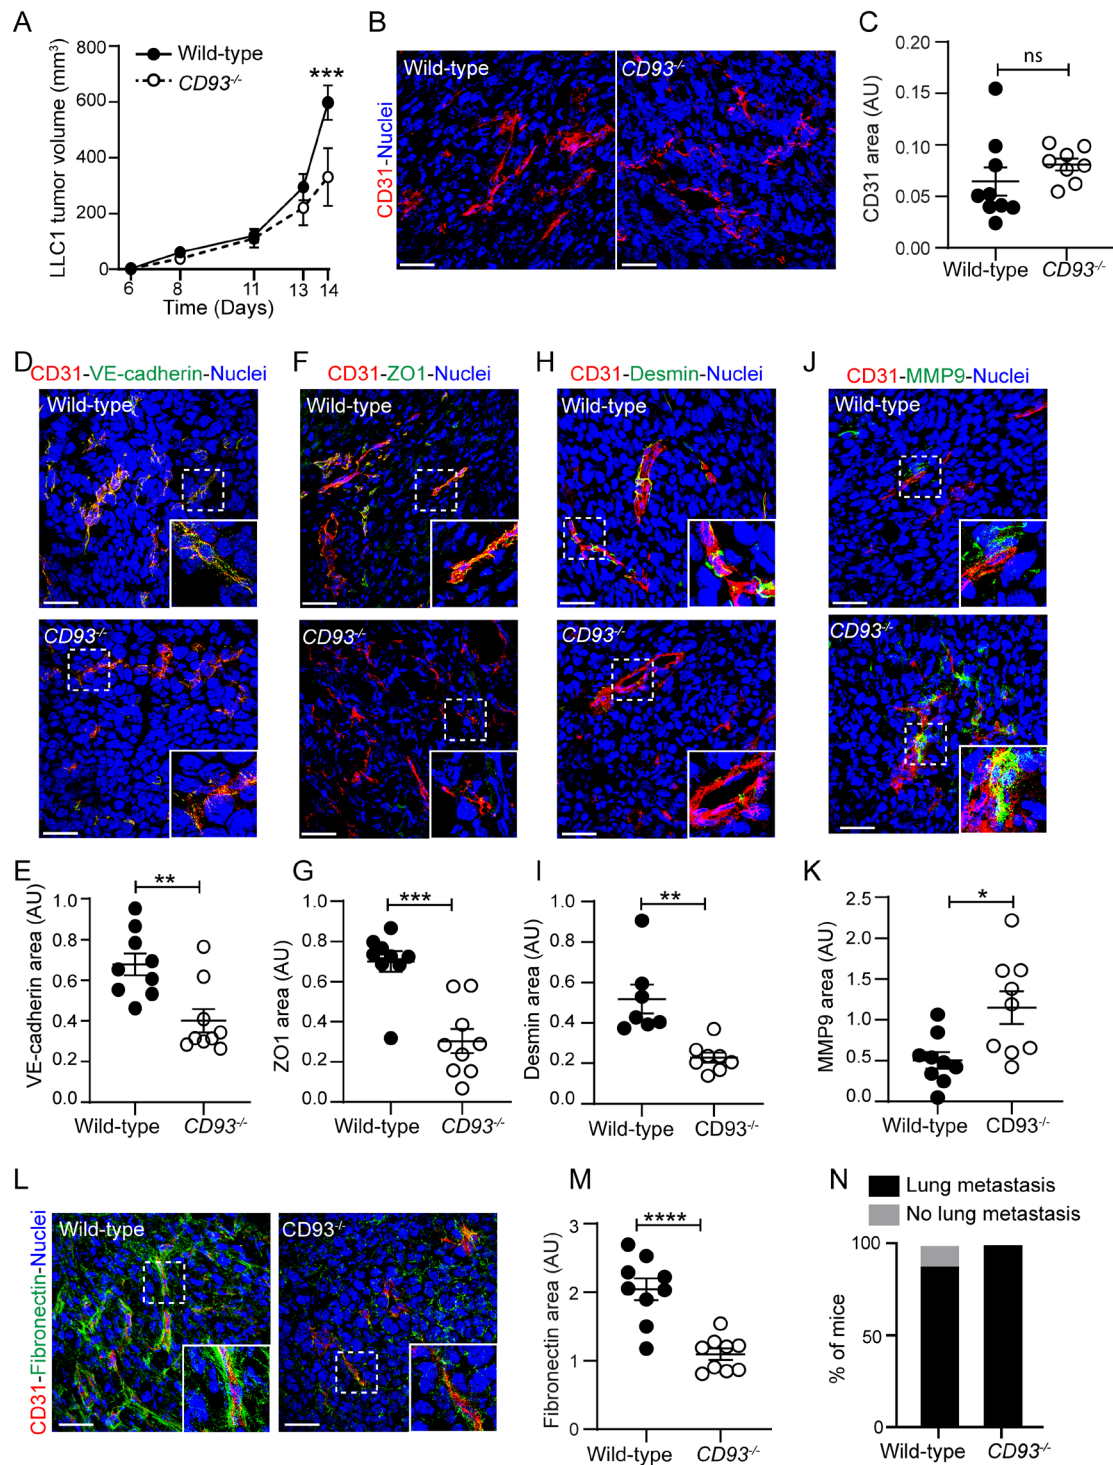 A
LLC1 tumor volume (mm³)
800
600
400
200
0
Wild-type
CD93-/-
***
6 8 11 13 14
Time (Days)
B
CD31-Nuclei
Wild-type
CD93-/-
C
CD31 area (AU)
0.20
0.15
0.10
0.05
0.00
ns
Wild-type CD93-/-
D
CD31-VE-cadherin-Nuclei
Wild-type
CD93-/-
F
CD31-ZO1-Nuclei
Wild-type
CD93-/-
H
CD31-Desmin-Nuclei
Wild-type
CD93-/-
J
CD31-MMP9-Nuclei
Wild-type
CD93-/-
E
VE-cadherin area (AU)
1.0
0.8
0.6
0.4
0.2
0.0
**
Wild-type CD93-/-
G
ZO1 area (AU)
1.0
0.8
0.6
0.4
0.2
0.0
***
Wild-type CD93-/-
I
Desmin area (AU)
1.0
0.8
0.6
0.4
0.2
0.0
**
Wild-type CD93-/-
K
MMP9 area (AU)
2.5
2.0
1.5
1.0
0.5
0.0
*
Wild-type CD93-/-
L
CD31-Fibronectin-Nuclei
Wild-type
CD93-/-
M
Fibronectin area (AU)
3
2
1
0
****
Wild-type CD93-/-
N
Lung metastasis
No lung metastasis
% of mice
100
50
0
Wild-type CD93-/-